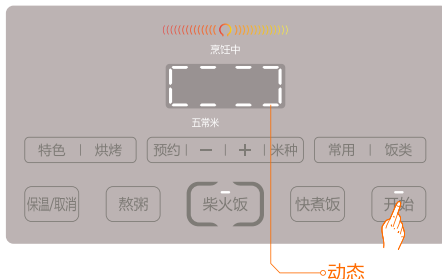 烹饪中
五常米
特色 | 烘烤 预约 | − | + | 米种 常用 | 饭类
保温/取消 熬粥 柴火饭 快煮饭 开始
动态